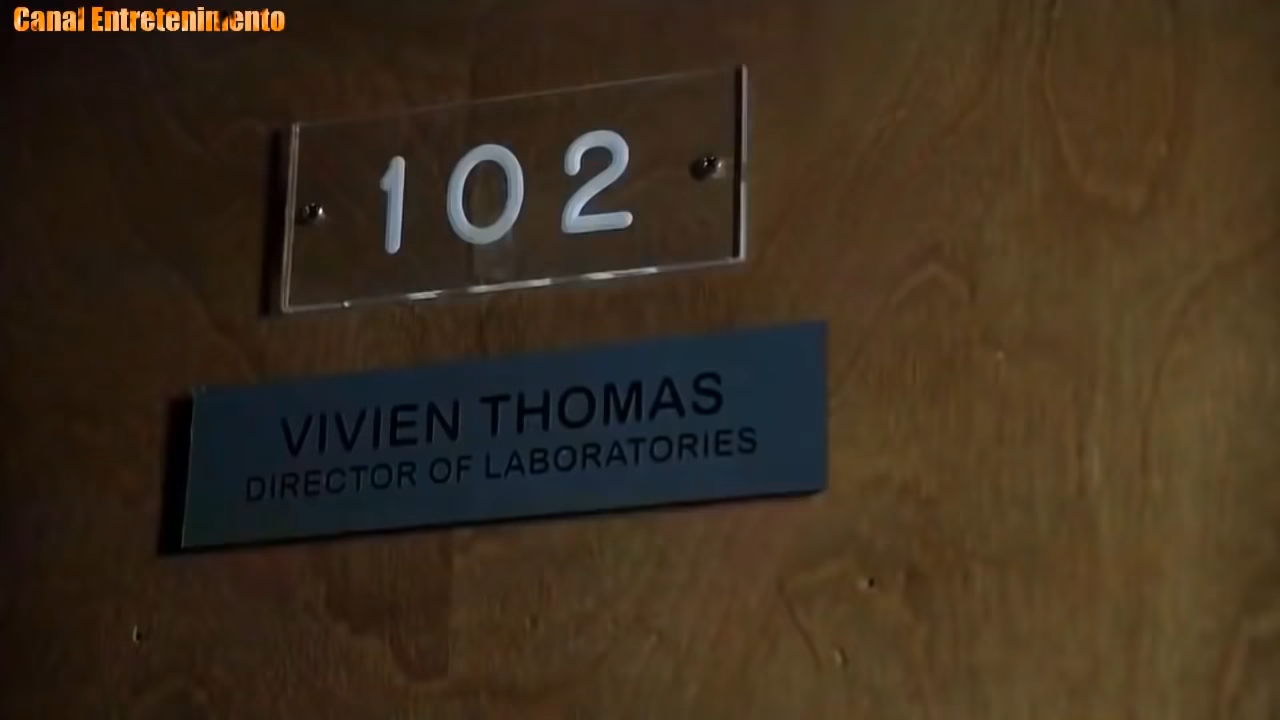 Canal Entretenimento
102
VIVIEN THOMAS
DIRECTOR OF LABORATORIES